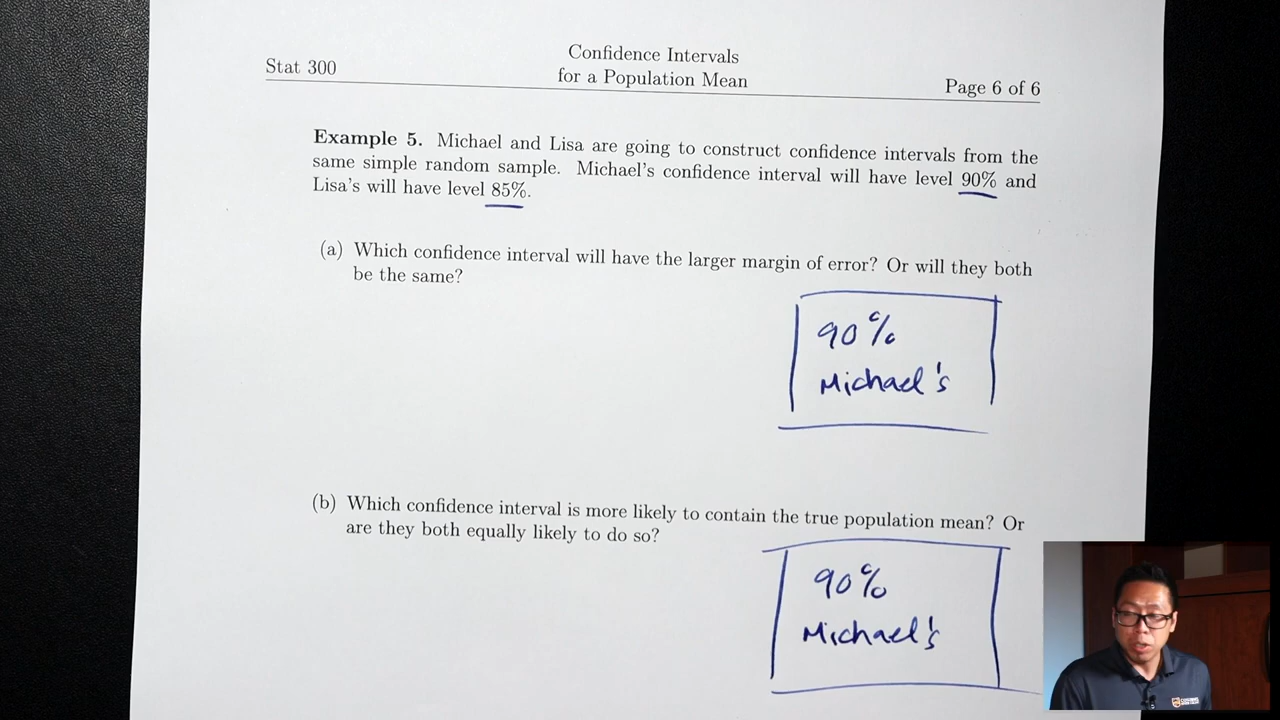 Confidence Intervals
Stat 300
for a Population Mean
Page 6 of 6
Example 5. Michael and Lisa are going to construct confidence intervals from the
same simple random sample. Michael's confidence interval will have level 90% and
Lisa's will have level 85%.
(a) Which confidence interval will have the larger margin of error? Or will they both
be the same?
90%
Michael's
(b) Which confidence interval is more likely to contain the true population mean? Or
are they both equally likely to do so?
90%
Michael's